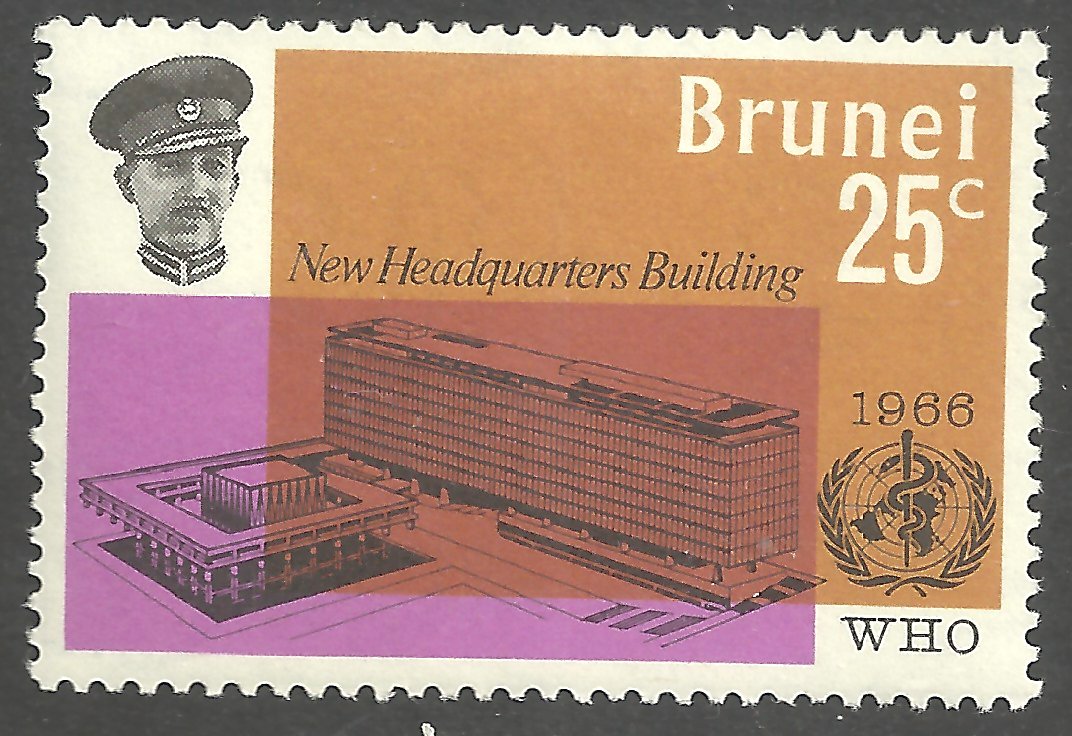 Brunei
25c
New Headquarters Building
1966
WHO